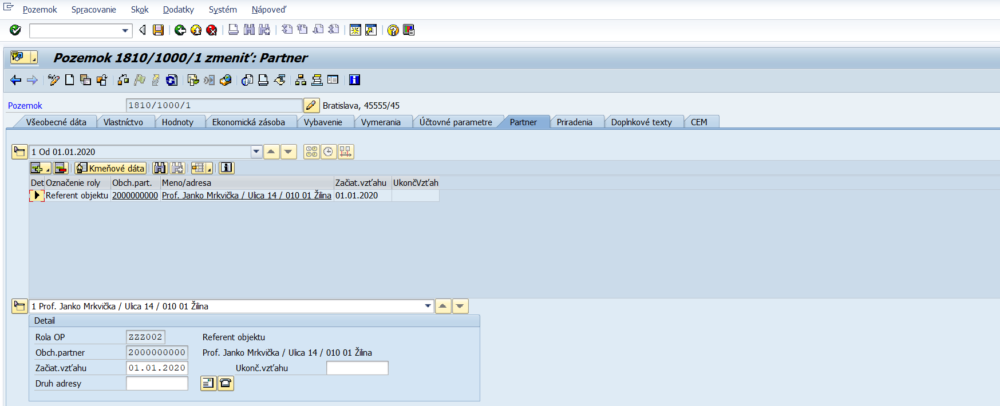 Pozemok Spracovanie Skok Dodatky Systém Nápoveď
Pozemok 1810/1000/1 zmeniť: Partner
Pozemok 1810/1000/1 Bratislava, 45555/45
Všeobecné dáta Vlastníctvo Hodnoty Ekonomická zásoba Vybavenie Vymerania Účtovné parametre Partner Priradenia Doplnkové texty CEM
1 Od 01.01.2020
Kmeňové dáta
Det Označenie roly Obch.part. Meno/adresa Začiat.vzťahu UkončVzťah
Referent objektu 2000000000 Prof. Janko Mrkvička / Ulica 14 / 010 01 Žilina 01.01.2020
1 Prof. Janko Mrkvička / Ulica 14 / 010 01 Žilina
Detail
Rola OP ZZZ002 Referent objektu
Obch.partner 2000000000 Prof. Janko Mrkvička / Ulica 14 / 010 01 Žilina
Začiat.vzťahu 01.01.2020 Ukonč.vzťahu
Druh adresy